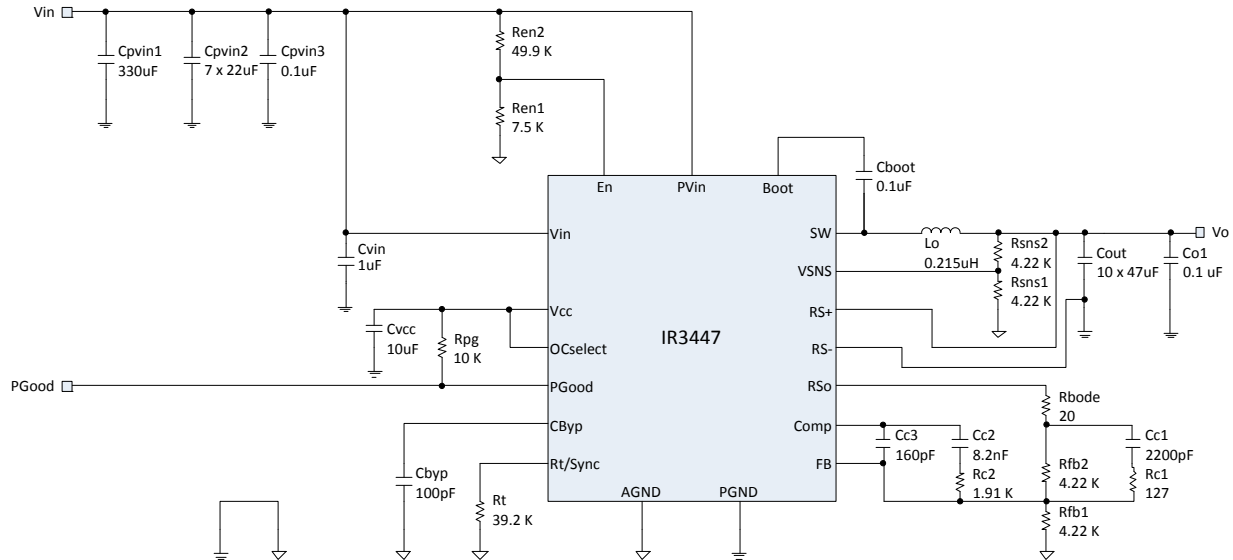 Vin
Cpvin1
330uF
Cpvin2
7 x 22uF
Cpvin3
0.1uF
Ren2
49.9 K
Ren1
7.5 K
Cboot
0.1uF
En
PVin
Boot
Vin
SW
Vo
Cvin
1uF
Lo
0.215uH
Rsns2
4.22 K
Rsns1
4.22 K
Cout
10 x 47uF
Co1
0.1 uF
VSNS
Vcc
RS+
Cvcc
10uF
Rpg
10 K
OCselect
IR3447
RS-
PGood
PGood
RSo
Rbode
20
CByp
Comp
Cc3
160pF
Cc2
8.2nF
Cc1
2200pF
Rt/Sync
FB
Rfb2
4.22 K
Rc2
1.91 K
Rc1
127
Cbyp
100pF
Rt
39.2 K
AGND
PGND
Rfb1
4.22 K